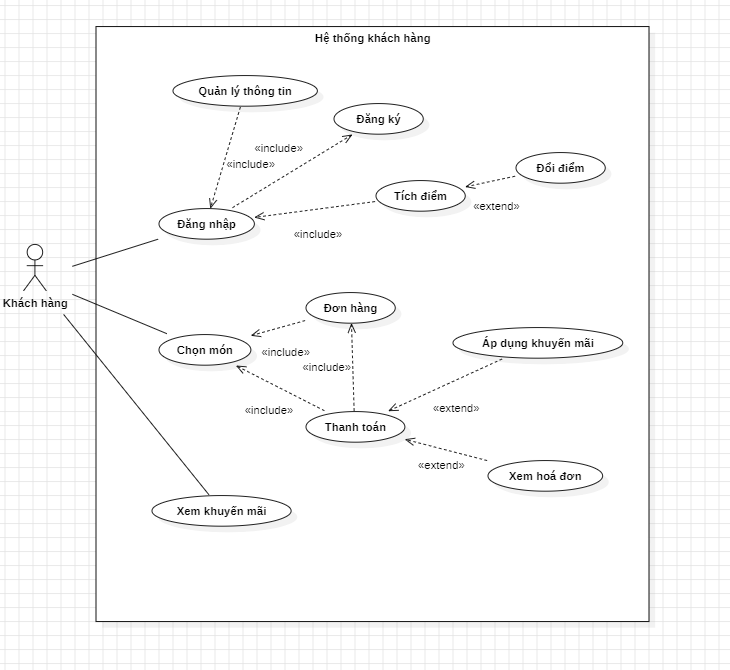 Hệ thống khách hàng
Quản lý thông tin
Đăng ký
«include»
«include»
Đổi điểm
Tích điểm
«extend»
Đăng nhập
«include»
Khách hàng
Đơn hàng
Áp dụng khuyến mãi
Chọn món
«include»
«include»
«include»
«extend»
Thanh toán
«extend»
Xem hoá đơn
Xem khuyến mãi